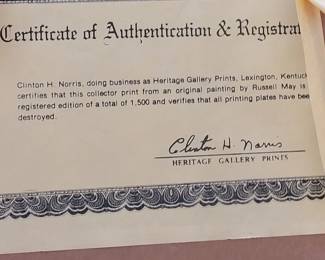 Certificate of Authentication & Registrat
Clinton H. Norris, doing business as Heritage Gallery Prints, Lexington, Kentuck
certifies that this collector print from an original painting by Russell May is
registered edition of a total of 1,500 and verifies that all printing plates have bee
destroyed.
Clinton H. Norris
HERITAGE GALLERY PRINTS